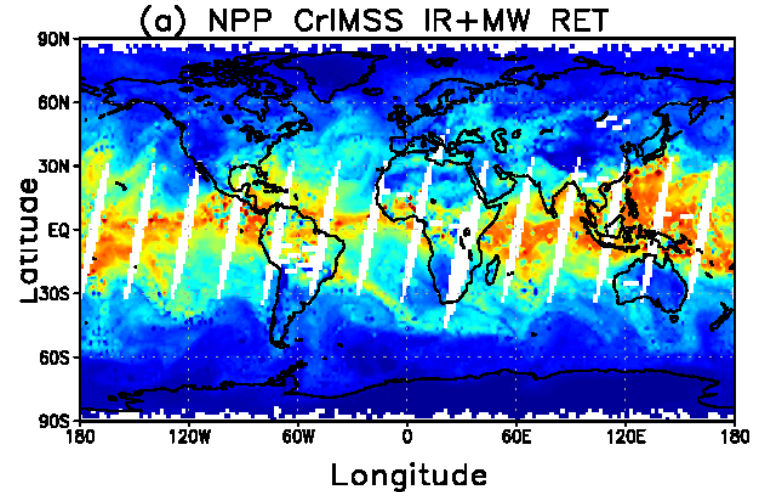 (a) NPP CrIMSS IR+MW RET
90N
60N
30N
EQ
30S
60S
90S
Latitude
180 120W 60W 0 60E 120E 180
Longitude